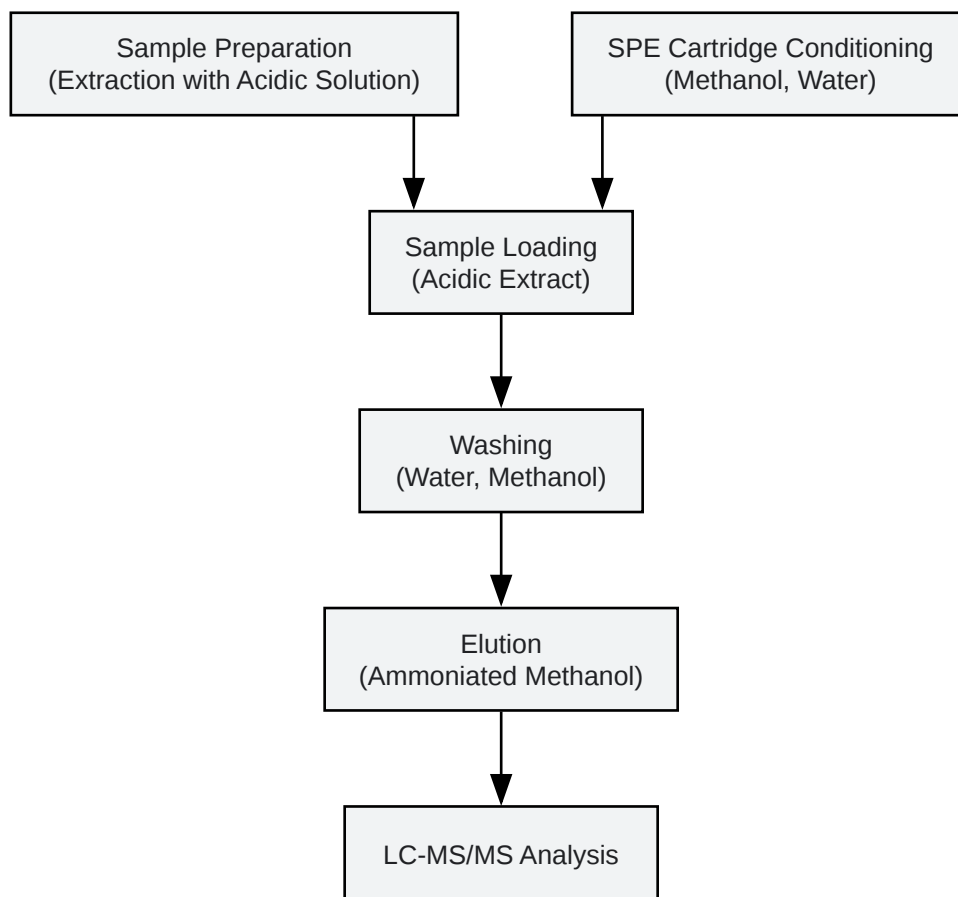 Sample Preparation
(Extraction with Acidic Solution)
SPE Cartridge Conditioning
(Methanol, Water)
Sample Loading
(Acidic Extract)
Washing
(Water, Methanol)
Elution
(Ammoniated Methanol)
LC-MS/MS Analysis